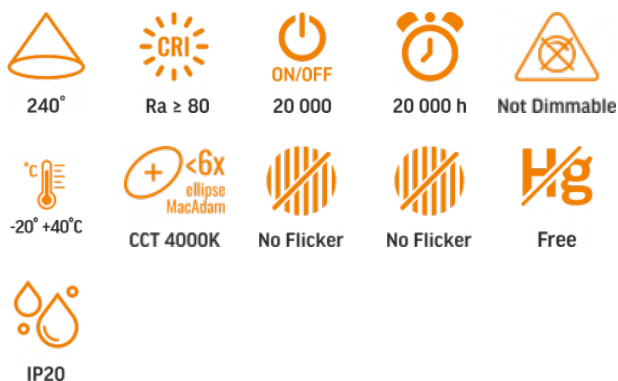 CRI
ON/OFF
240° Ra ≥ 80 20 000 20 000 h Not Dimmable
°C <6x Hg
ellipse
MacAdam
-20° +40°C CCT 4000K No Flicker No Flicker Free
IP20